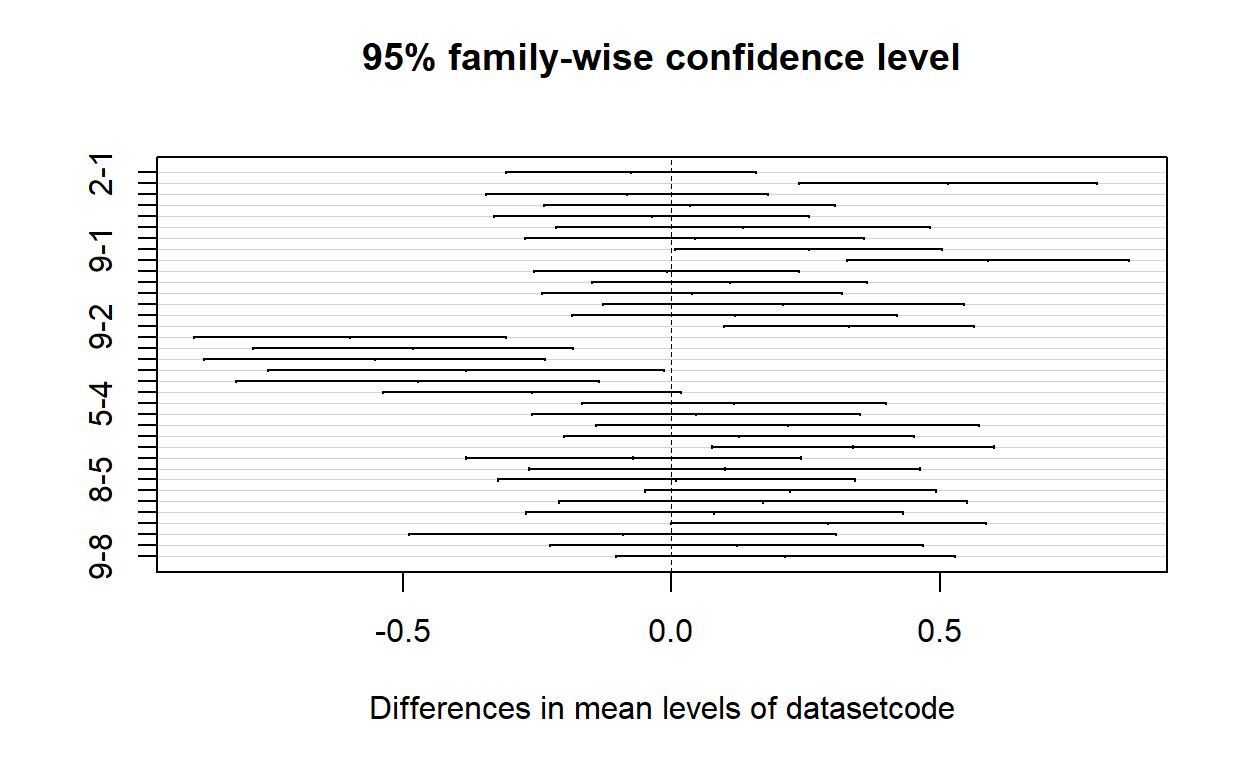 95% family-wise confidence level
2-1
9-1
9-2
5-4
8-5
9-8
-0.5 0.0 0.5
Differences in mean levels of datasetcode